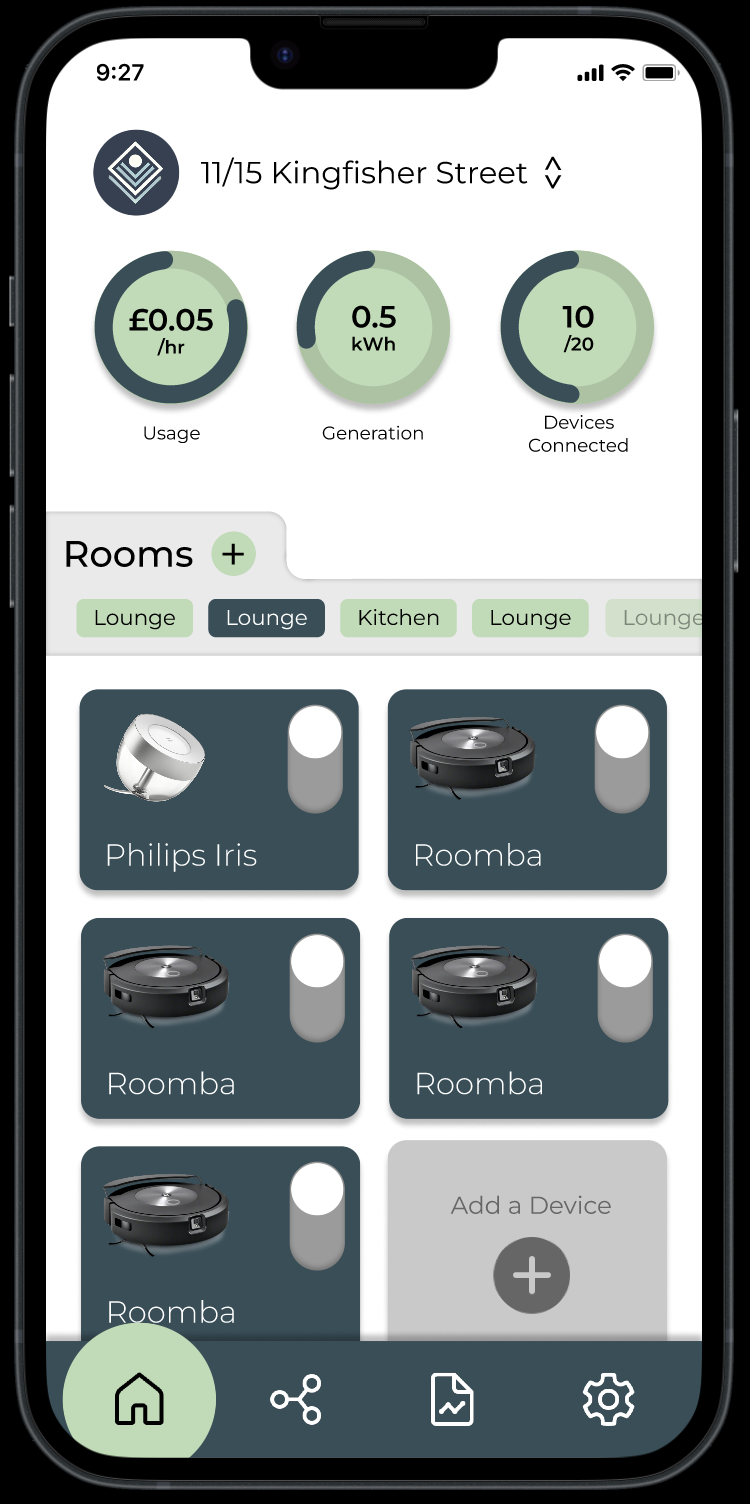 9:27
11/15 Kingfisher Street
£0.05
/hr
Usage
0.5
kWh
Generation
10
/20
Devices
Connected
Rooms +
Lounge Lounge Kitchen Lounge Lounge
Philips Iris
Roomba
Roomba
Roomba
Roomba
Add a Device